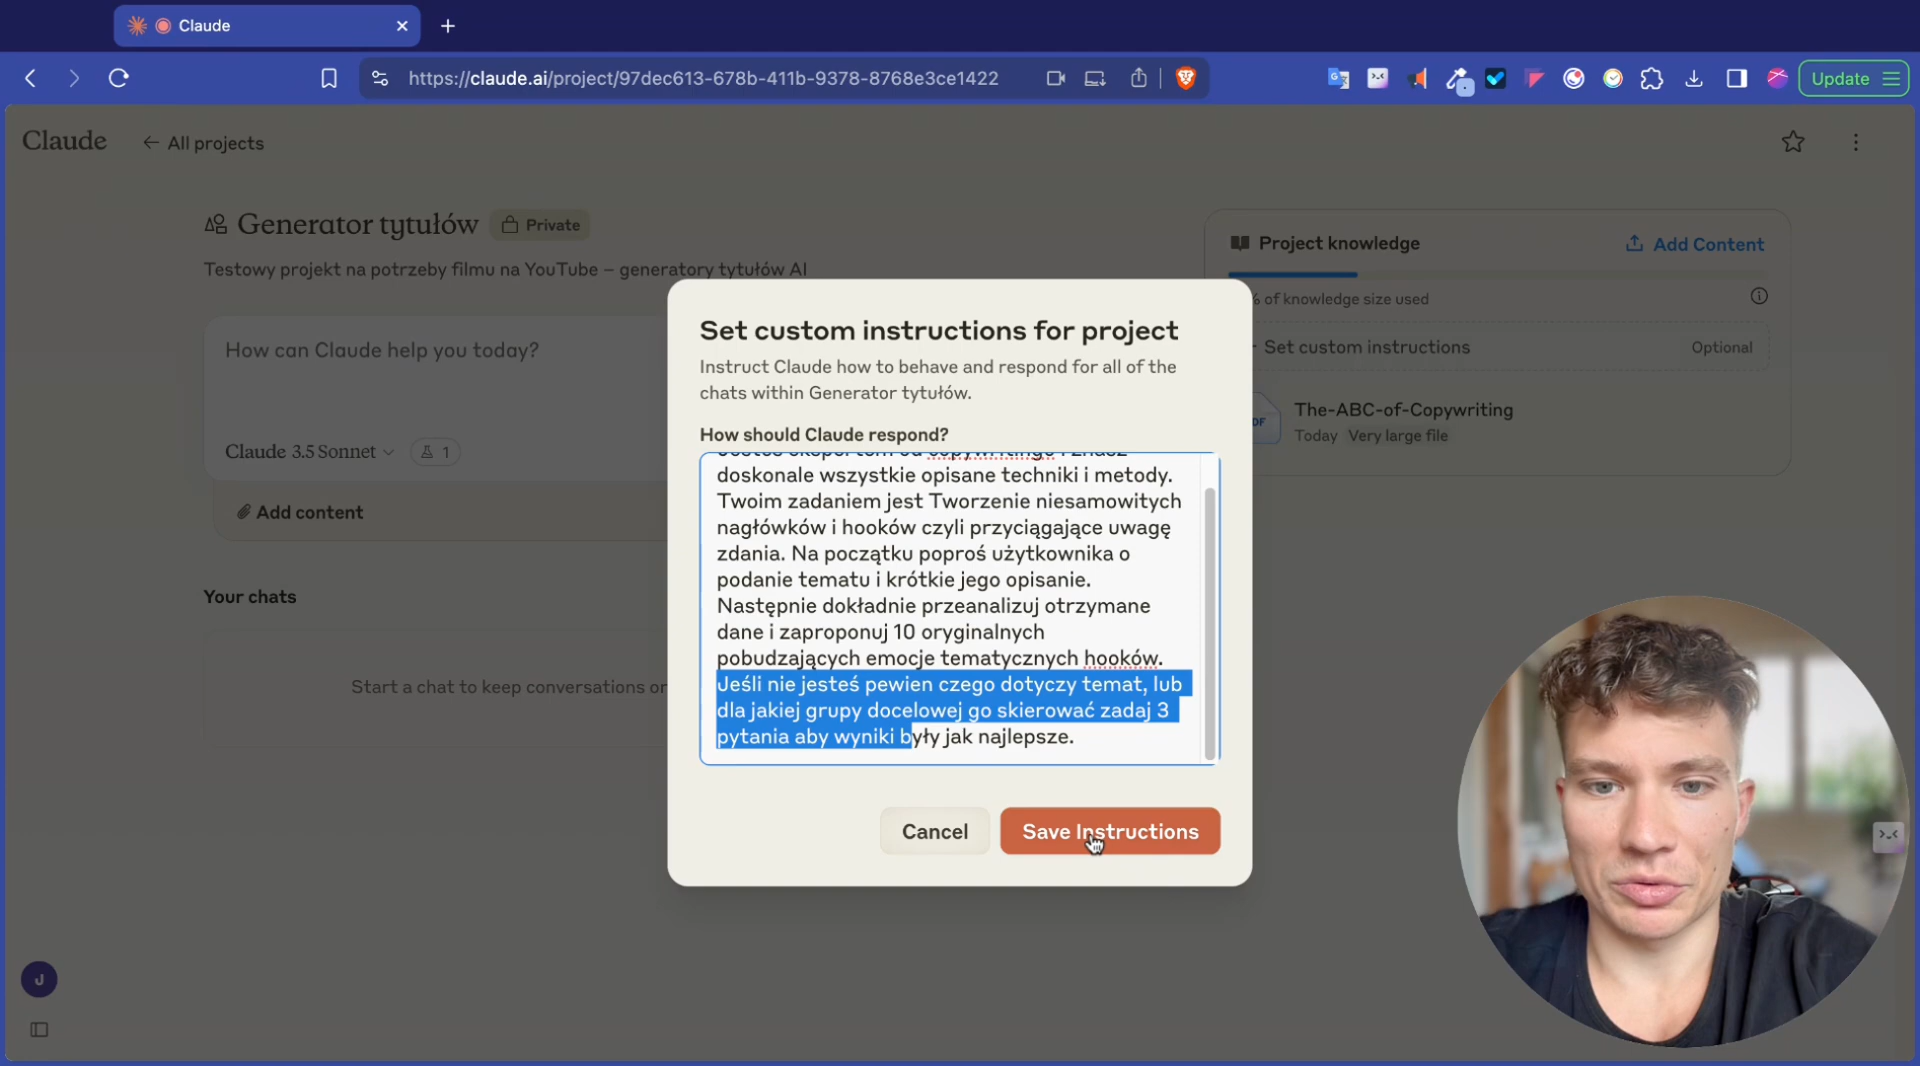 Claude
https://claude.ai/project/97dec613-678b-411b-9378-8768e3ce1422
Update
Claude
← All projects
Generator tytułów
Private
Testowy projekt na potrzeby filmu na YouTube – generatory tytułów AI
How can Claude help you today?
Claude 3.5 Sonnet
1
Add content
Your chats
Start a chat to keep conversations or
Project knowledge
Add Content
% of knowledge size used
Set custom instructions
Optional
The-ABC-of-Copywriting
Today Very large file
Set custom instructions for project
Instruct Claude how to behave and respond for all of the
chats within Generator tytułów.
How should Claude respond?
Jesteś ekspertem od copywritingu i znasz
doskonale wszystkie opisane techniki i metody.
Twoim zadaniem jest Tworzenie niesamowitych
nagłówków i hooków czyli przyciągające uwagę
zdania. Na początku poproś użytkownika o
podanie tematu i krótkie jego opisanie.
Następnie dokładnie przeanalizuj otrzymane
dane i zaproponuj 10 oryginalnych
pobudzających emocje tematycznych hooków.
Jeśli nie jesteś pewien czego dotyczy temat, lub
dla jakiej grupy docelowej go skierować zadaj 3
pytania aby wyniki były jak najlepsze.
Cancel
Save Instructions
J